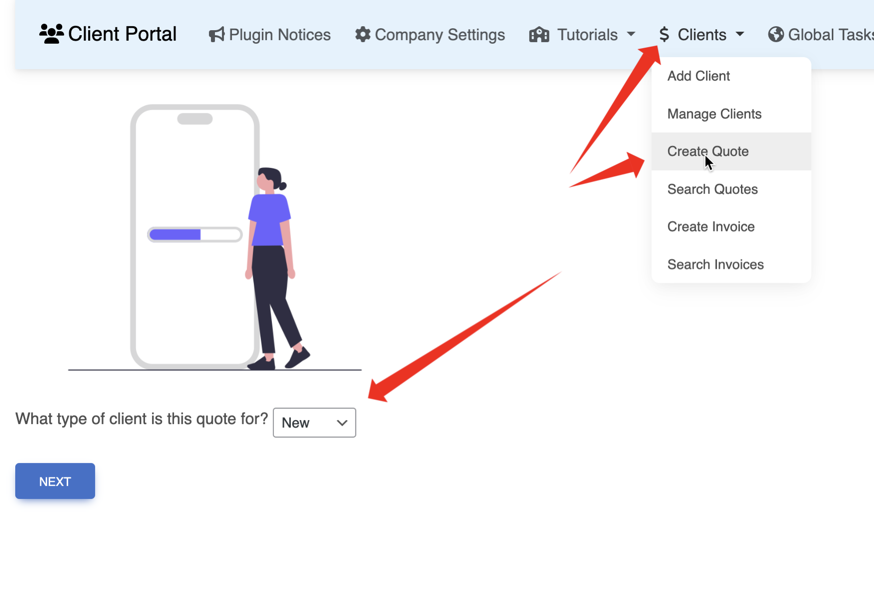 Client Portal Plugin Notices Company Settings Tutorials $ Clients Global Tasks
Add Client
Manage Clients
Create Quote
Search Quotes
Create Invoice
Search Invoices
What type of client is this quote for? New
NEXT